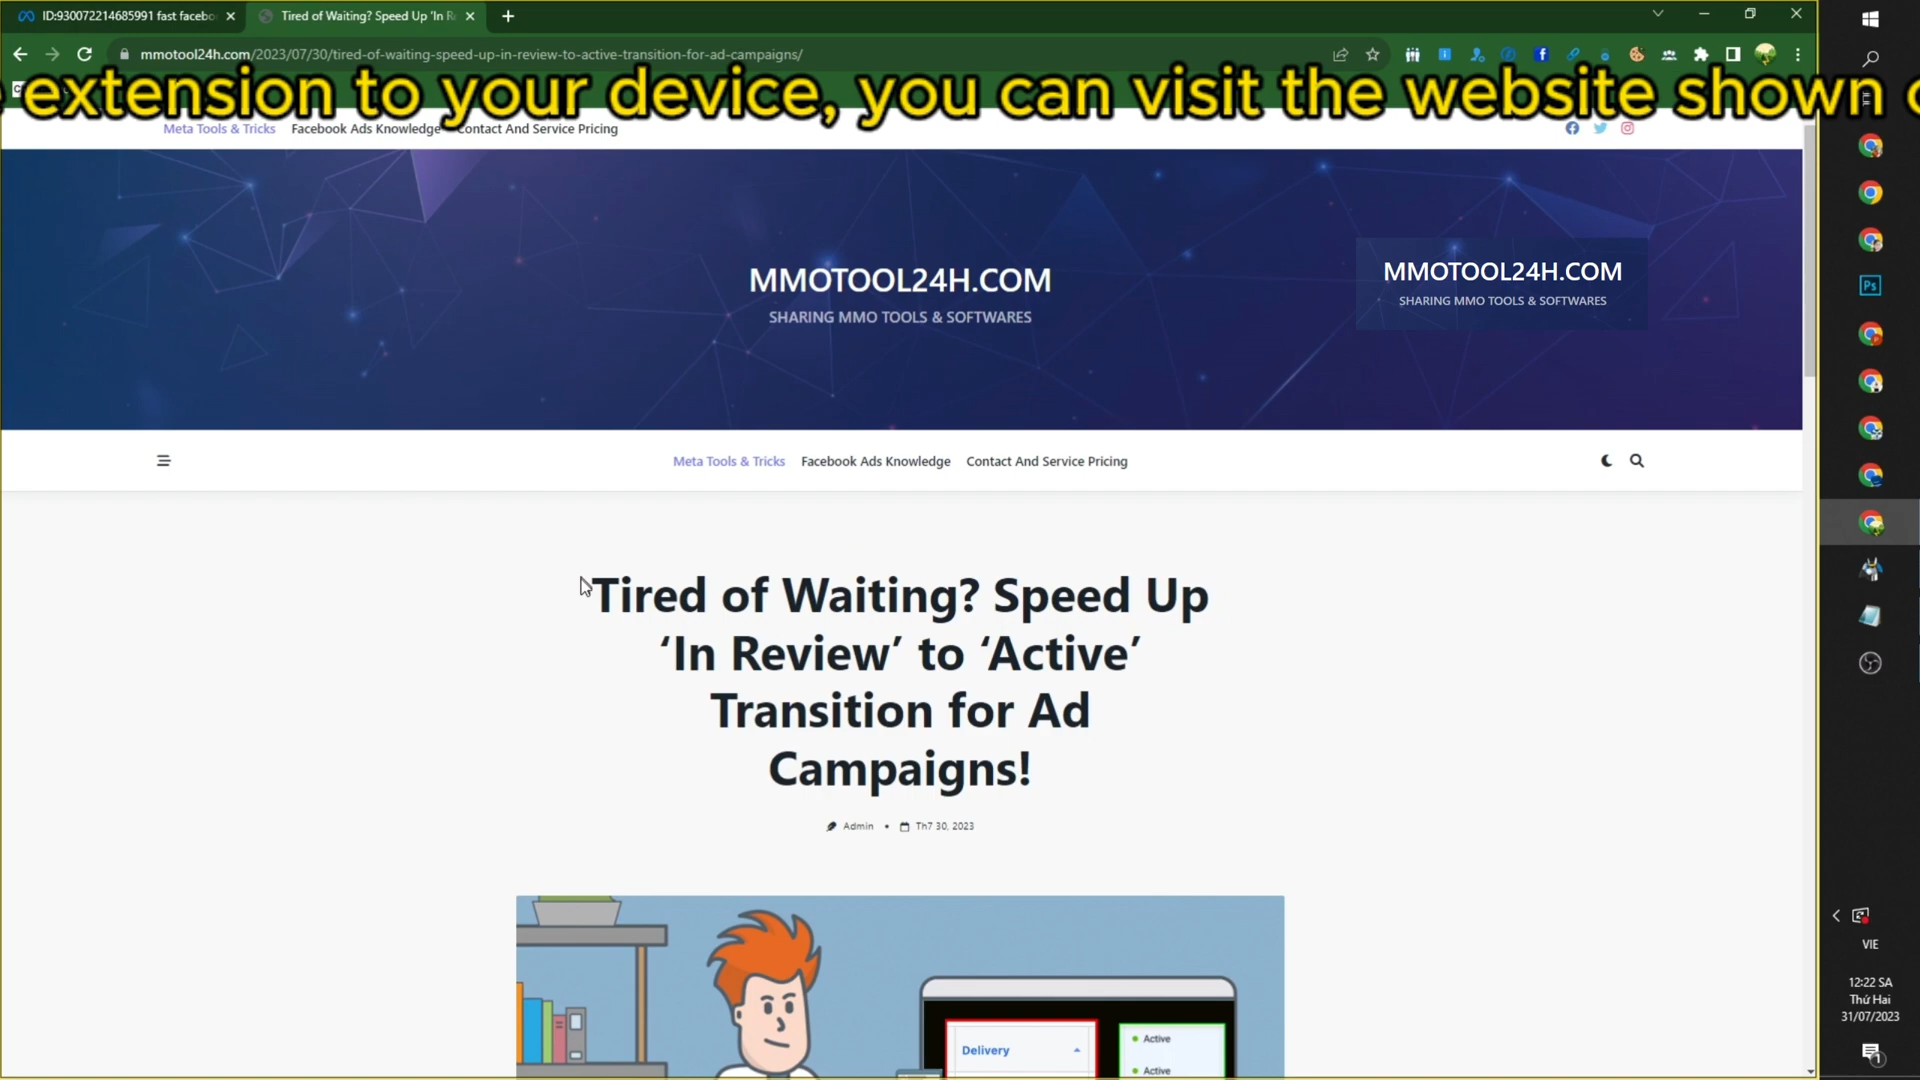 ID:930072214685991 fast facebo
Tired of Waiting? Speed Up 'In R
mmotool24h.com/2023/07/30/tired-of-waiting-speed-up-in-review-to-active-transition-for-ad-campaigns/
extension to your device, you can visit the website shown
Meta Tools & Tricks Facebook Ads Knowledge Contact And Service Pricing
MMOTOOL24H.COM
SHARING MMO TOOLS & SOFTWARES
MMOTOOL24H.COM
SHARING MMO TOOLS & SOFTWARES
Meta Tools & Tricks Facebook Ads Knowledge Contact And Service Pricing
Tired of Waiting? Speed Up
‘In Review’ to ‘Active’
Transition for Ad
Campaigns!
Admin • Th7 30, 2023
Delivery
Active
Active
Ps
VIE
12:22 SA
Thứ Hai
31/07/2023
1